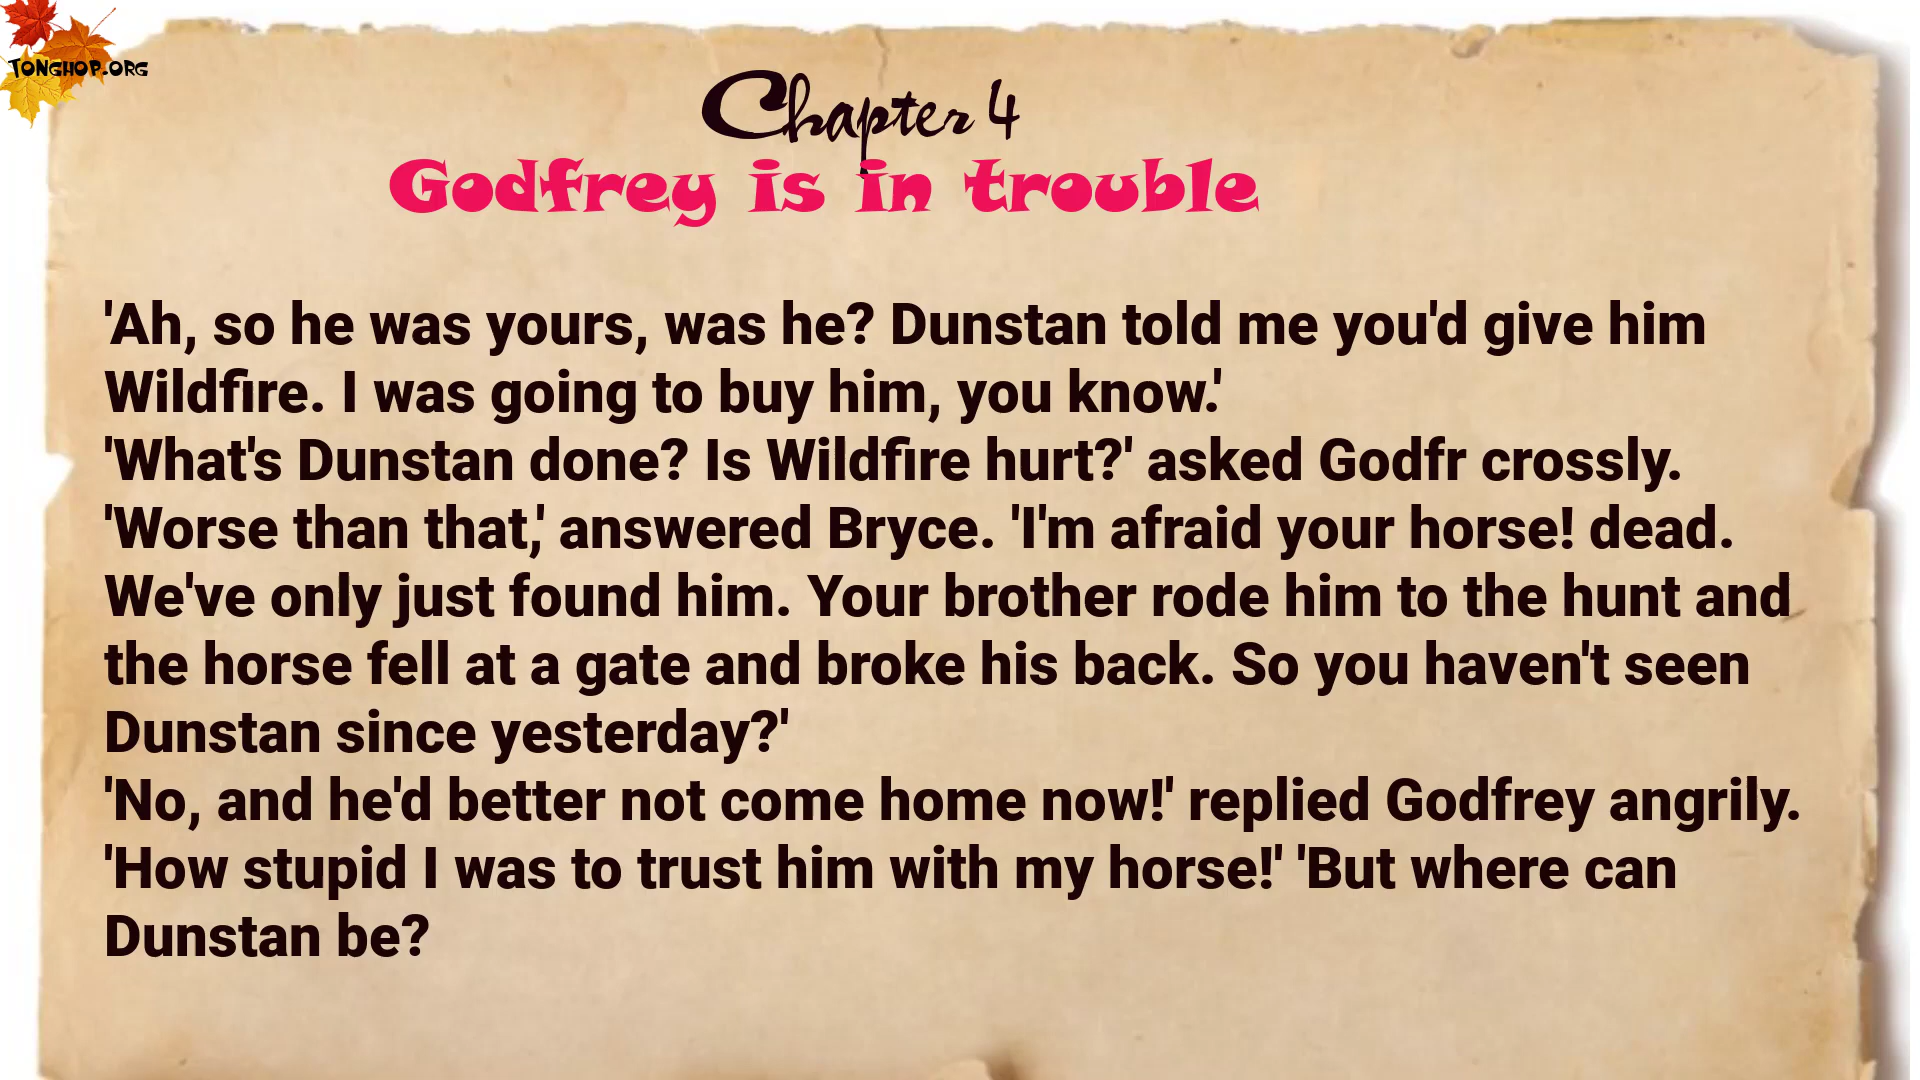 TONGHOP.ORG
Chapter 4
Godfrey is in trouble
'Ah, so he was yours, was he? Dunstan told me you'd give him
Wildfire. I was going to buy him, you know.'
'What's Dunstan done? Is Wildfire hurt?' asked Godfr crossly.
'Worse than that,' answered Bryce. 'I'm afraid your horse! dead.
We've only just found him. Your brother rode him to the hunt and
the horse fell at a gate and broke his back. So you haven't seen
Dunstan since yesterday?'
'No, and he'd better not come home now!' replied Godfrey angrily.
'How stupid I was to trust him with my horse!' 'But where can
Dunstan be?